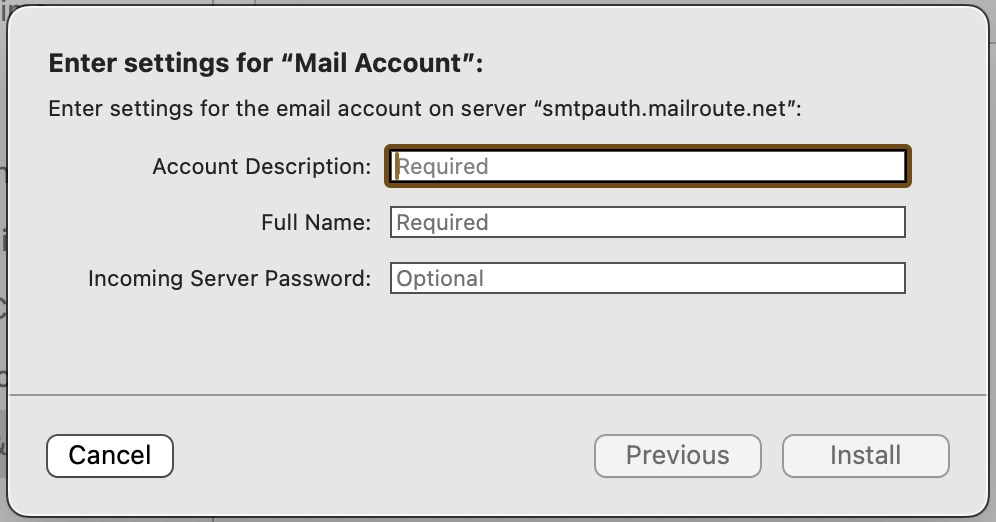 Enter settings for “Mail Account”:
Enter settings for the email account on server “smtpauth.mailroute.net”:
Account Description: Required
Full Name: Required
Incoming Server Password: Optional
Cancel Previous Install